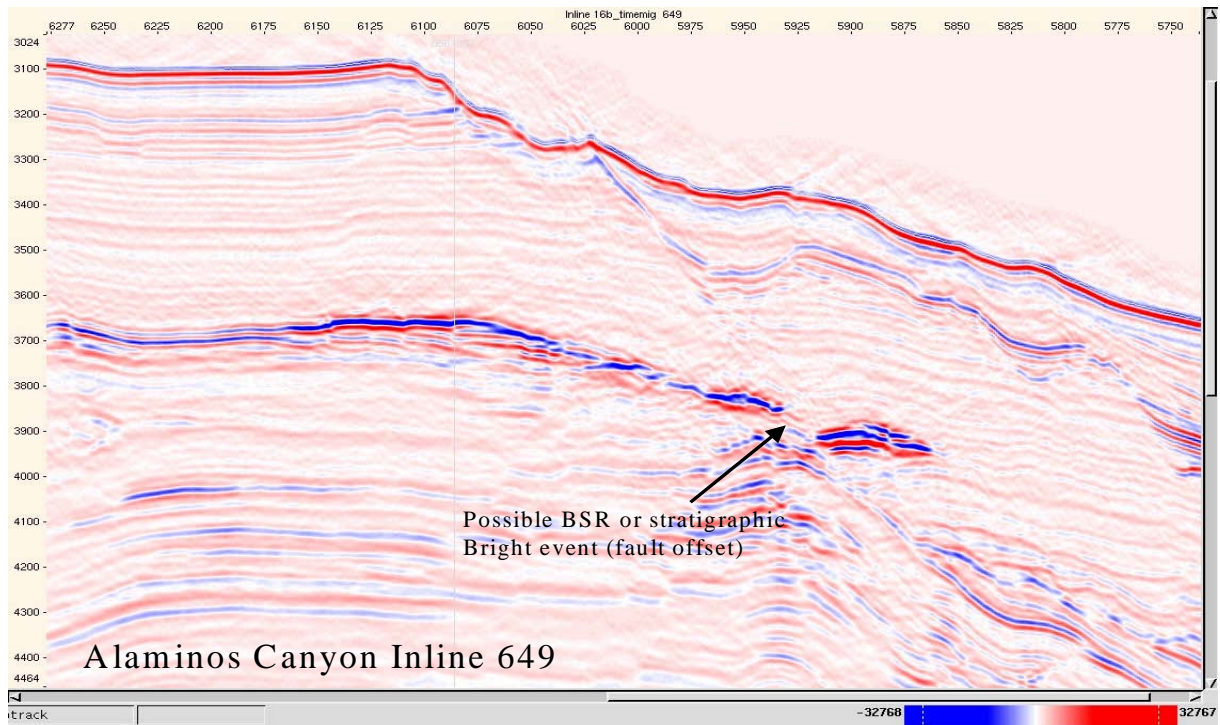 Inline 16b_timemig 649
6277 6250 6225 6200 6175 6150 6125 6100 6075 6050 6025 6000 5975 5950 5925 5900 5875 5850 5825 5800 5775 5750
3024
3100
3200
3300
3400
3500
3600
3700
3800
3900
4000
4100
4200
4300
4400
4464
Possible BSR or stratigraphic
Bright event (fault offset)
Alaminos Canyon Inline 649
track
-32768 32767